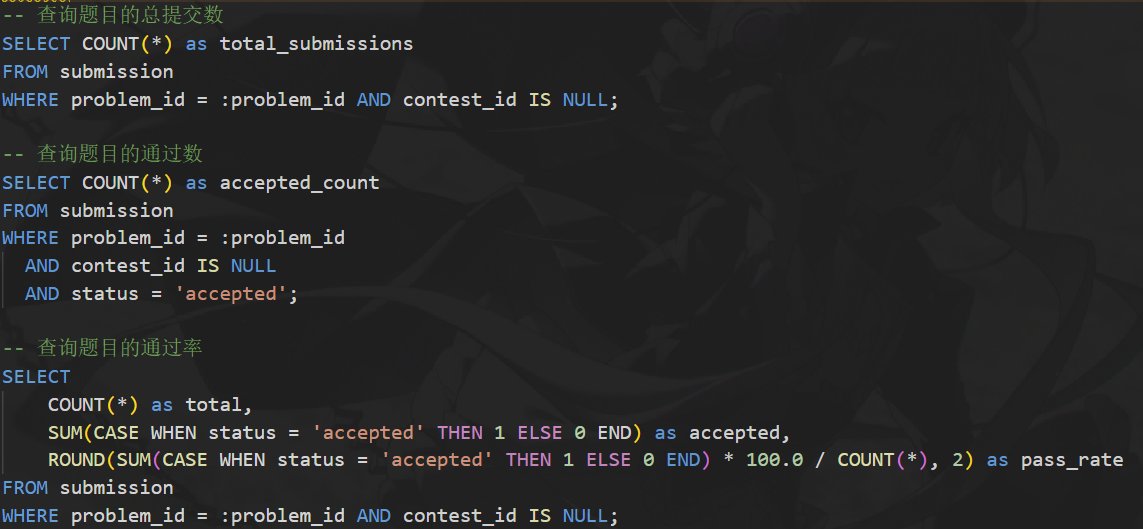 -- 查询题目的总提交数
SELECT COUNT(*) as total_submissions
FROM submission
WHERE problem_id = :problem_id AND contest_id IS NULL;
-- 查询题目的通过数
SELECT COUNT(*) as accepted_count
FROM submission
WHERE problem_id = :problem_id
AND contest_id IS NULL
AND status = 'accepted';
-- 查询题目的通过率
SELECT
COUNT(*) as total,
SUM(CASE WHEN status = 'accepted' THEN 1 ELSE 0 END) as accepted,
ROUND(SUM(CASE WHEN status = 'accepted' THEN 1 ELSE 0 END) * 100.0 / COUNT(*), 2) as pass_rate
FROM submission
WHERE problem_id = :problem_id AND contest_id IS NULL;